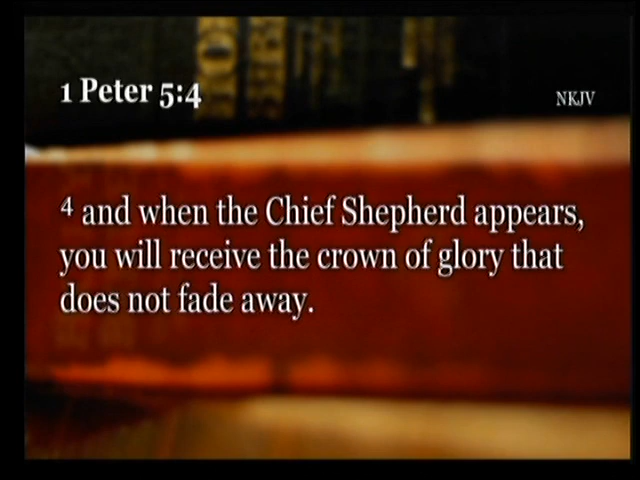 1 Peter 5:4
NKJV
4 and when the Chief Shepherd appears,
you will receive the crown of glory that
does not fade away.